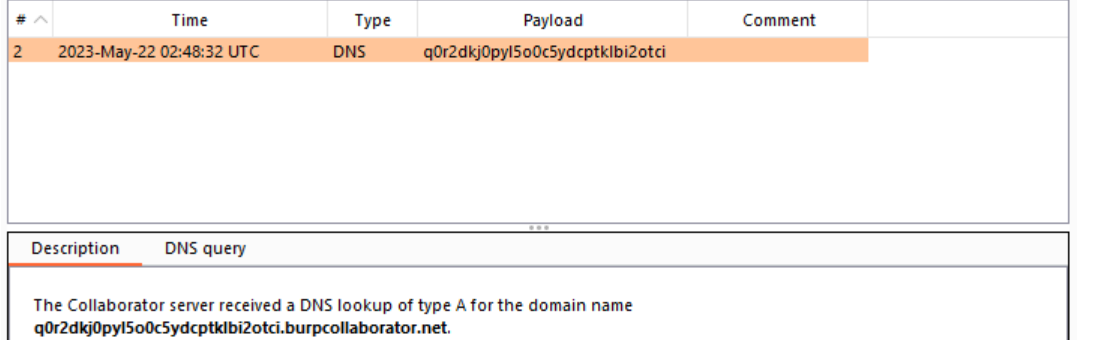 # Time Type Payload Comment
2 2023-May-22 02:48:32 UTC DNS q0r2dkj0pyl5o0c5ydcptklbi2otci
Description DNS query
The Collaborator server received a DNS lookup of type A for the domain name
q0r2dkj0pyl5o0c5ydcptklbi2otci.burpcollaborator.net.